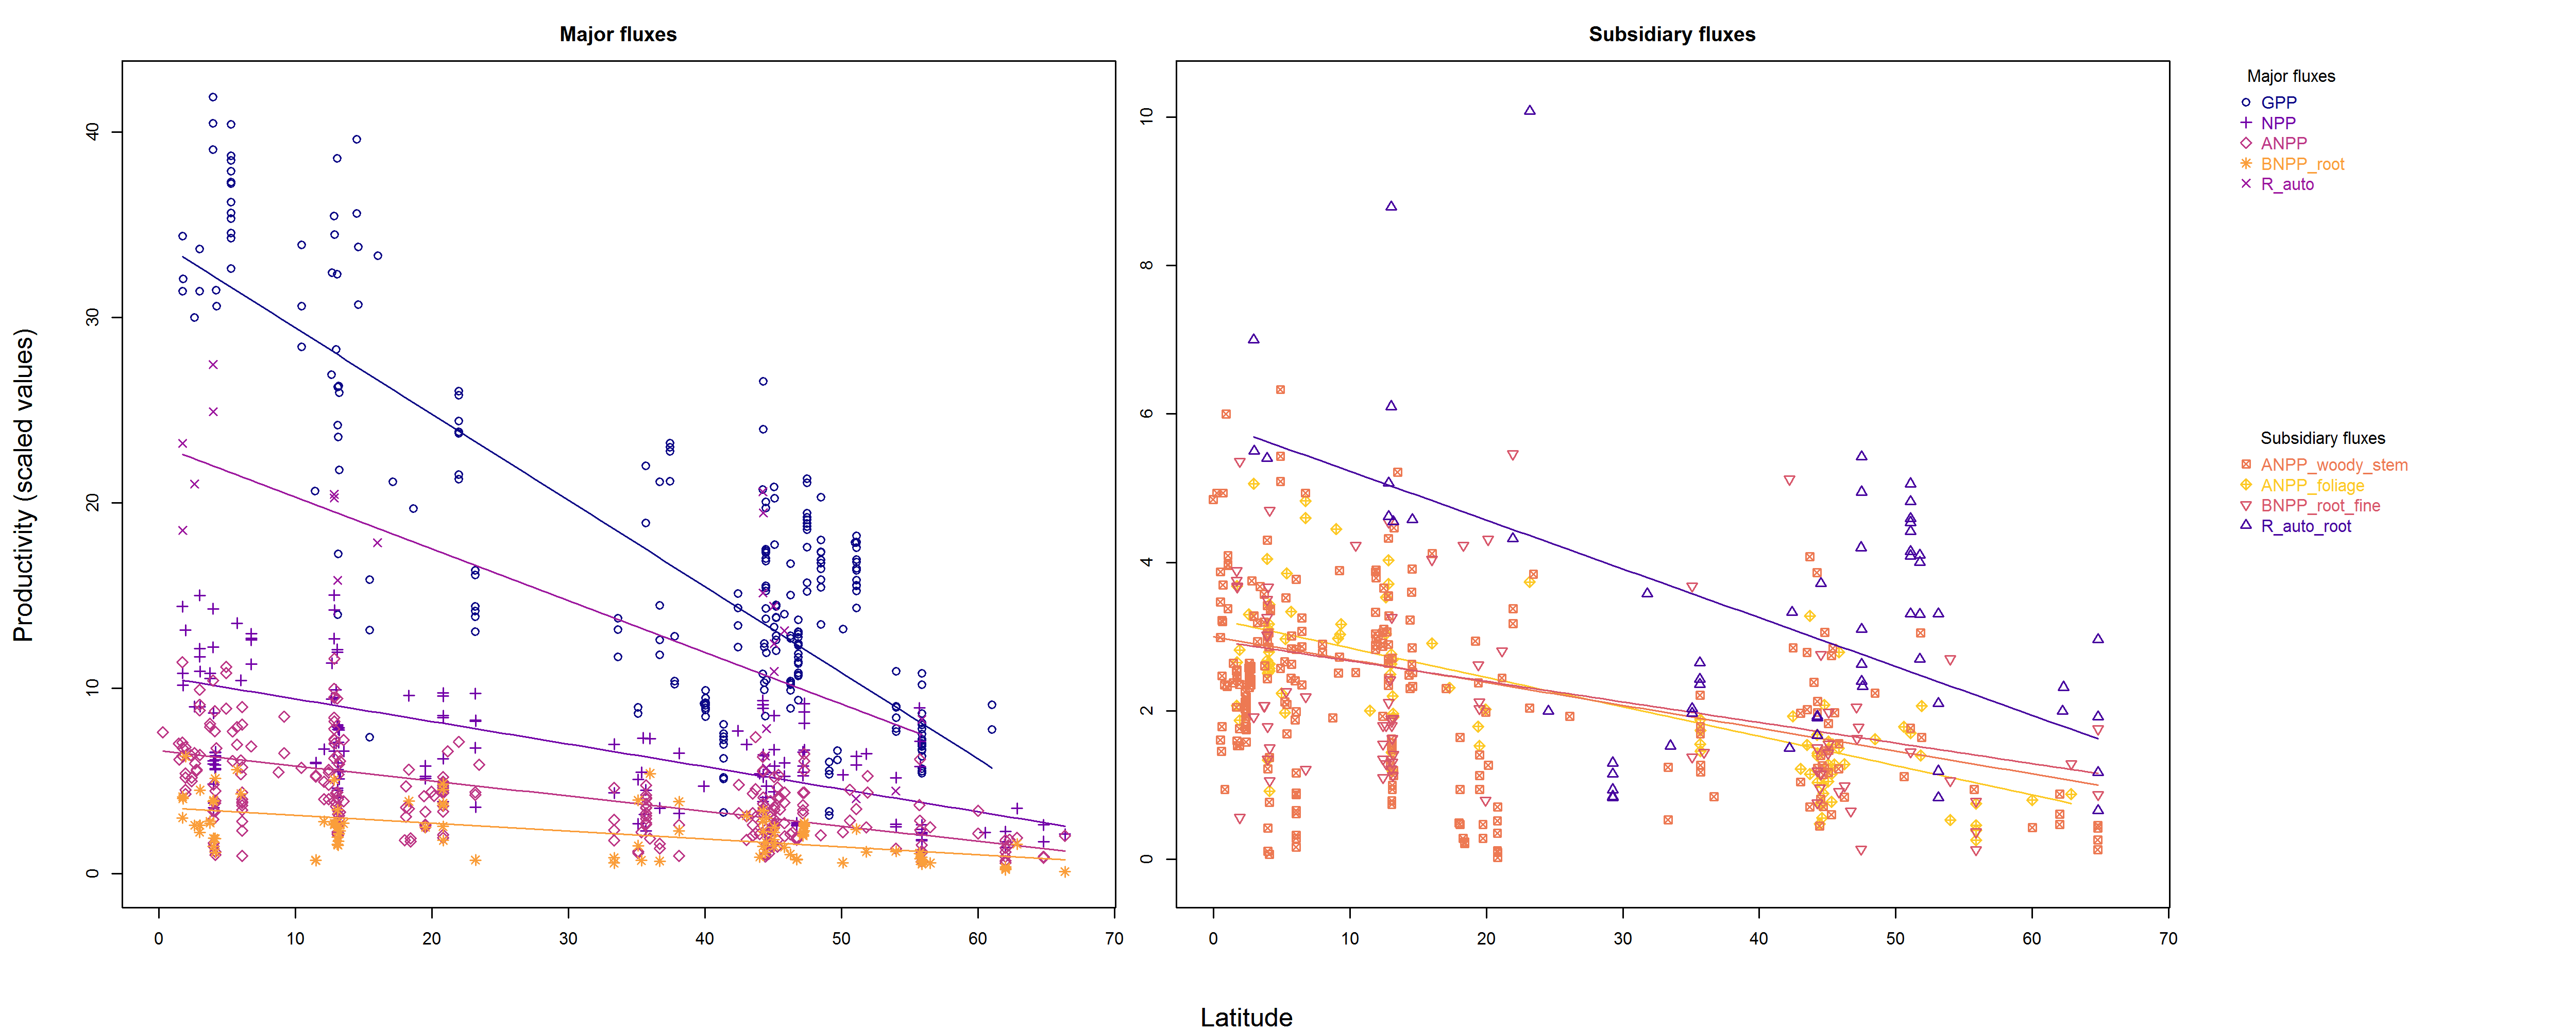 Major fluxes
Subsidiary fluxes
Productivity (scaled values)
0
10
20
30
40
0 10 20 30 40 50 60 70
0
2
4
6
8
10
0 10 20 30 40 50 60 70
Latitude
Major fluxes
GPP
NPP
ANPP
BNPP_root
R_auto
Subsidiary fluxes
ANPP_woody_stem
ANPP_foliage
BNPP_root_fine
R_auto_root